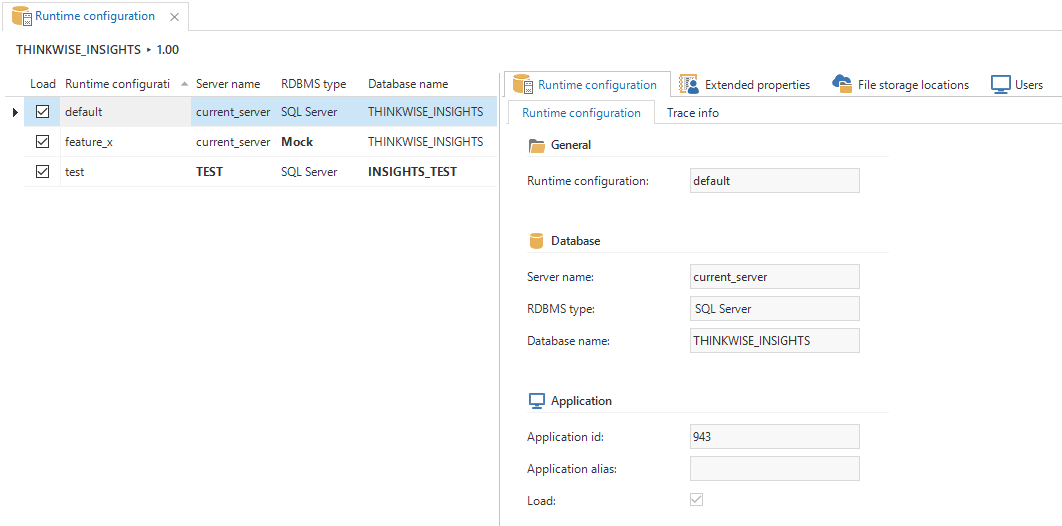 Runtime configuration
THINKWISE_INSIGHTS 1.00
Load Runtime configurati Server name RDBMS type Database name
default current_server SQL Server THINKWISE_INSIGHTS
feature_x current_server Mock THINKWISE_INSIGHTS
test TEST SQL Server INSIGHTS_TEST
Runtime configuration Extended properties File storage locations Users
Runtime configuration Trace info
General
Runtime configuration: default
Database
Server name: current_server
RDBMS type: SQL Server
Database name: THINKWISE_INSIGHTS
Application
Application id: 943
Application alias:
Load: